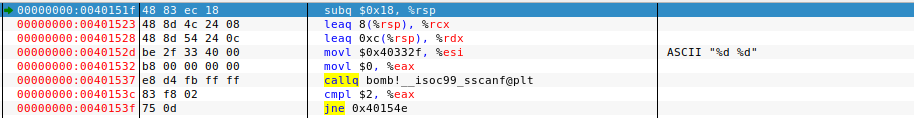 00000000:0040151f 48 83 ec 18 subq $0x18, %rsp
00000000:00401523 48 8d 4c 24 08 leaq 8(%rsp), %rcx
00000000:00401528 48 8d 54 24 0c leaq 0xc(%rsp), %rdx
00000000:0040152d be 2f 33 40 00 movl $0x40332f, %esi ASCII "%d %d"
00000000:00401532 b8 00 00 00 00 movl $0, %eax
00000000:00401537 e8 d4 fb ff ff callq bomb!__isoc99_sscanf@plt
00000000:0040153c 83 f8 02 cmpl $2, %eax
00000000:0040153f 75 0d jne 0x40154e